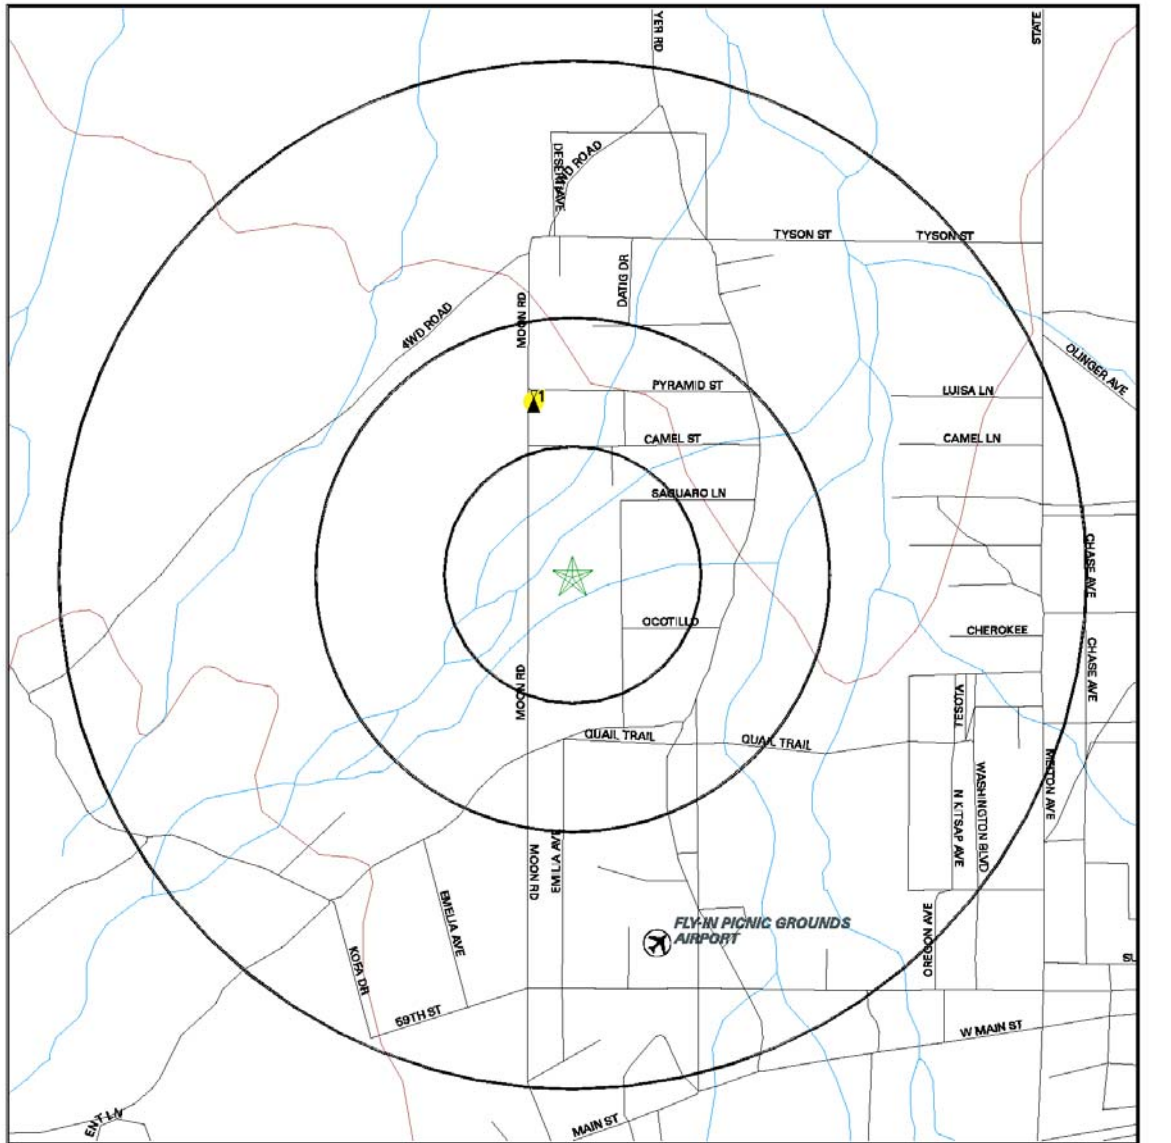 YER RD
STATE
DESERT AVE
4WD ROAD
TYSON ST
TYSON ST
DATIG DR
MOON RD
4WD ROAD
OLINGER AVE
PYRAMID ST
LUISA LN
1
CAMEL ST
CAMEL LN
SAGUARO LN
CHASE AVE
OCOTILLO
CHEROKEE
CHASE AVE
MOON RD
QUAIL TRAIL
QUAIL TRAIL
N KITSAP AVE
WASHINGTON BLVD
MOON RD
EMILIA AVE
EMELIA AVE
FLY-IN PICNIC GROUNDS
AIRPORT
OREGON AVE
KOFA DR
59TH ST
W MAIN ST
MAIN ST
ENT LN